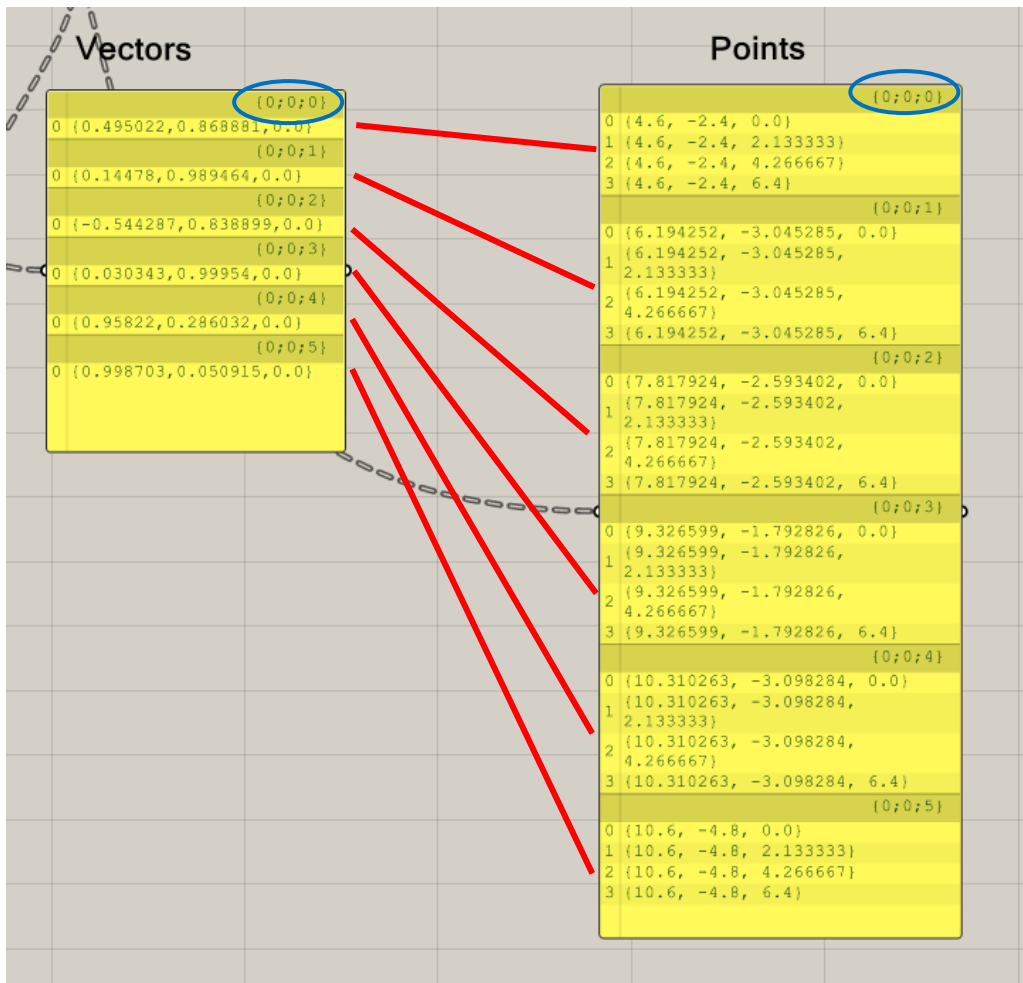 Vectors
{0;0;0}
0 {0.495022,0.868881,0.0}
{0;0;1}
0 {0.14478,0.989464,0.0}
{0;0;2}
0 {-0.544287,0.838899,0.0}
{0;0;3}
0 {0.030343,0.99954,0.0}
{0;0;4}
0 {0.95822,0.286032,0.0}
{0;0;5}
0 {0.998703,0.050915,0.0}
Points
{0;0;0}
0 {4.6, -2.4, 0.0}
1 {4.6, -2.4, 2.133333}
2 {4.6, -2.4, 4.266667}
3 {4.6, -2.4, 6.4}
{0;0;1}
0 {6.194252, -3.045285, 0.0}
1 {6.194252, -3.045285,
2.133333}
2 {6.194252, -3.045285,
4.266667}
3 {6.194252, -3.045285, 6.4}
{0;0;2}
0 {7.817924, -2.593402, 0.0}
1 {7.817924, -2.593402,
2.133333}
2 {7.817924, -2.593402,
4.266667}
3 {7.817924, -2.593402, 6.4}
{0;0;3}
0 {9.326599, -1.792826, 0.0}
1 {9.326599, -1.792826,
2.133333}
2 {9.326599, -1.792826,
4.266667}
3 {9.326599, -1.792826, 6.4}
{0;0;4}
0 {10.310263, -3.098284, 0.0}
1 {10.310263, -3.098284,
2.133333}
2 {10.310263, -3.098284,
4.266667}
3 {10.310263, -3.098284, 6.4}
{0;0;5}
0 {10.6, -4.8, 0.0}
1 {10.6, -4.8, 2.133333}
2 {10.6, -4.8, 4.266667}
3 {10.6, -4.8, 6.4}